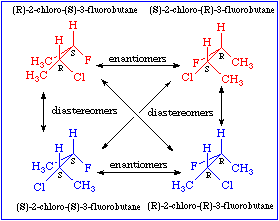 (R)-2-chloro-(S)-3-fluorobutane (S)-2-chloro-(R)-3-fluorobutane
H H
H H
H₃C S F R CH₃
R S
H₃C Cl F Cl CH₃
enantiomers
diastereomers diastereomers
H H
H H
H₃C S F R CH₃
S R
Cl CH₃ F H₃C Cl
enantiomers
(S)-2-chloro-(S)-3-fluorobutane (R)-2-chloro-(R)-3-fluorobutane